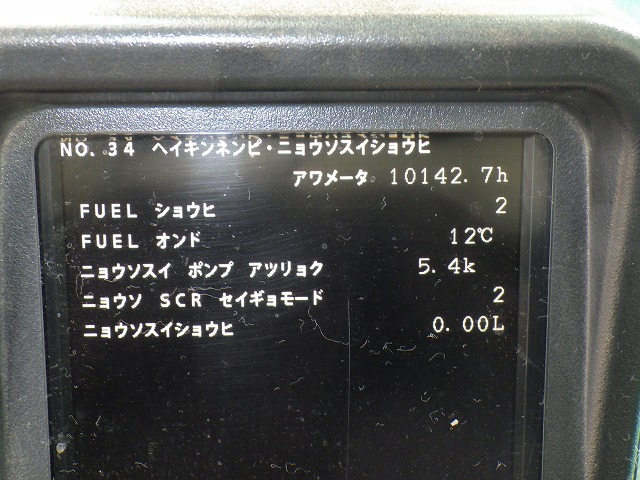 NO. 34 ヘイキンネンピ・ニョウソスイショウヒ
アワメータ 10142.7h
FUEL ショウヒ 2
FUEL オンド 12℃
ニョウソスイ ポンプ アツリョク 5.4k
ニョウソ SCR セイギョモード 2
ニョウソスイショウヒ 0.00L